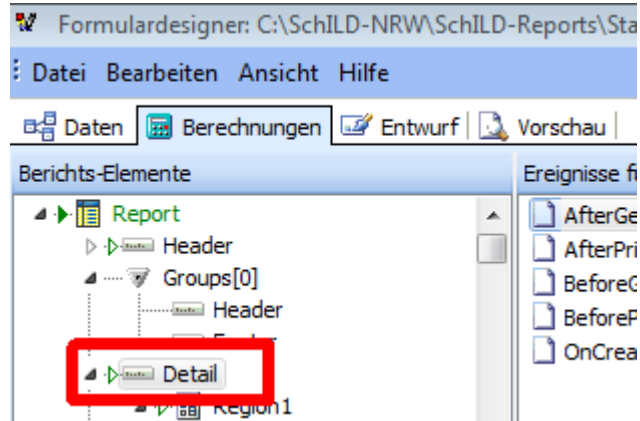 Formulardesigner: C:\SchILD-NRW\SchILD-Reports\Sta
Datei Bearbeiten Ansicht Hilfe
Daten Berechnungen Entwurf Vorschau
Berichts-Elemente
Report
Header
Groups[0]
Header
Detail
Region1
Ereignisse fü
AfterGe
AfterPri
BeforeG
BeforeP
OnCrea